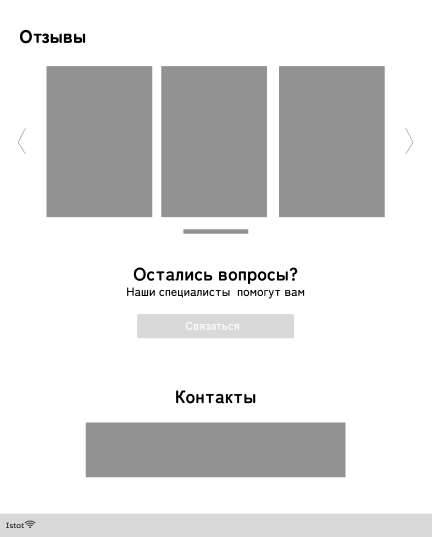 Отзывы
Остались вопросы?
Наши специалисты помогут вам
Связаться
Контакты
Istot